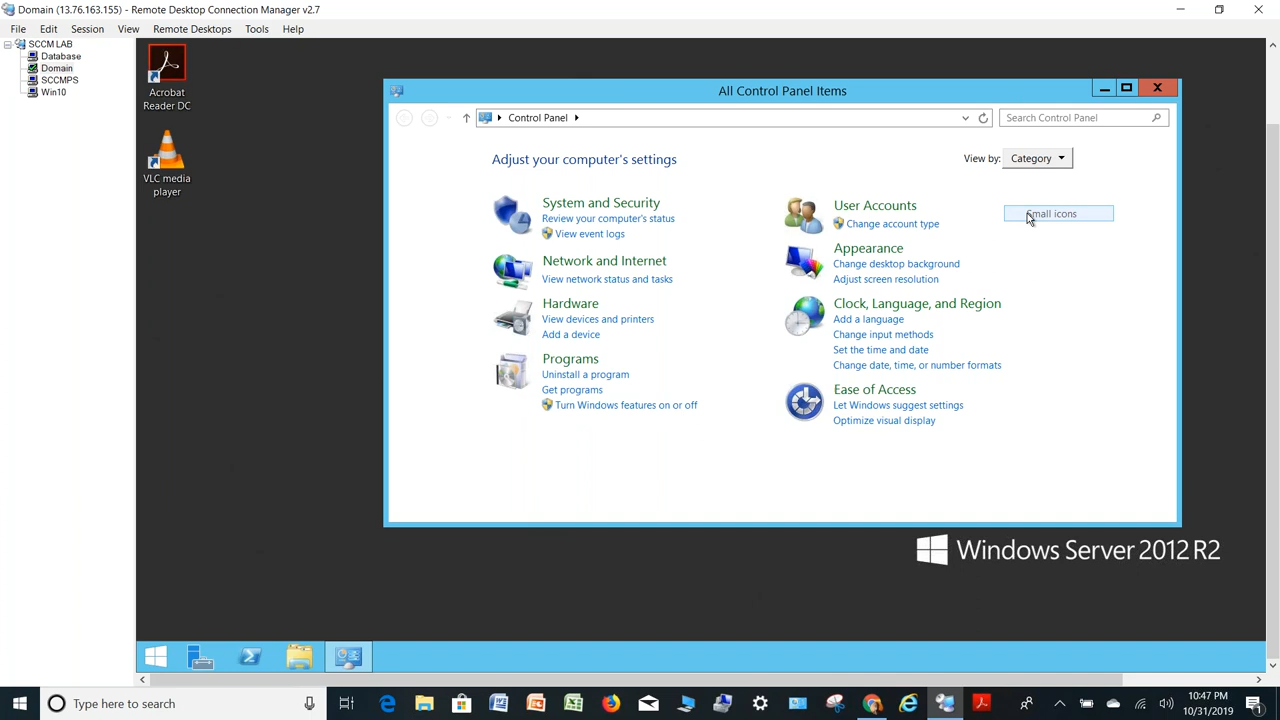 Domain (13.76.163.155) - Remote Desktop Connection Manager v2.7
File Edit Session View Remote Desktops Tools Help
SCCM LAB
Database
Domain
SCCMPS
Win10
Acrobat
Reader DC
VLC media
player
All Control Panel Items
Control Panel
Search Control Panel
Adjust your computer's settings
View by: Category
Small icons
System and Security
Review your computer's status
View event logs
Network and Internet
View network status and tasks
Hardware
View devices and printers
Add a device
Programs
Uninstall a program
Get programs
Turn Windows features on or off
User Accounts
Change account type
Appearance
Change desktop background
Adjust screen resolution
Clock, Language, and Region
Add a language
Change input methods
Set the time and date
Change date, time, or number formats
Ease of Access
Let Windows suggest settings
Optimize visual display
Windows Server 2012 R2
Type here to search
10:47 PM
10/31/2019